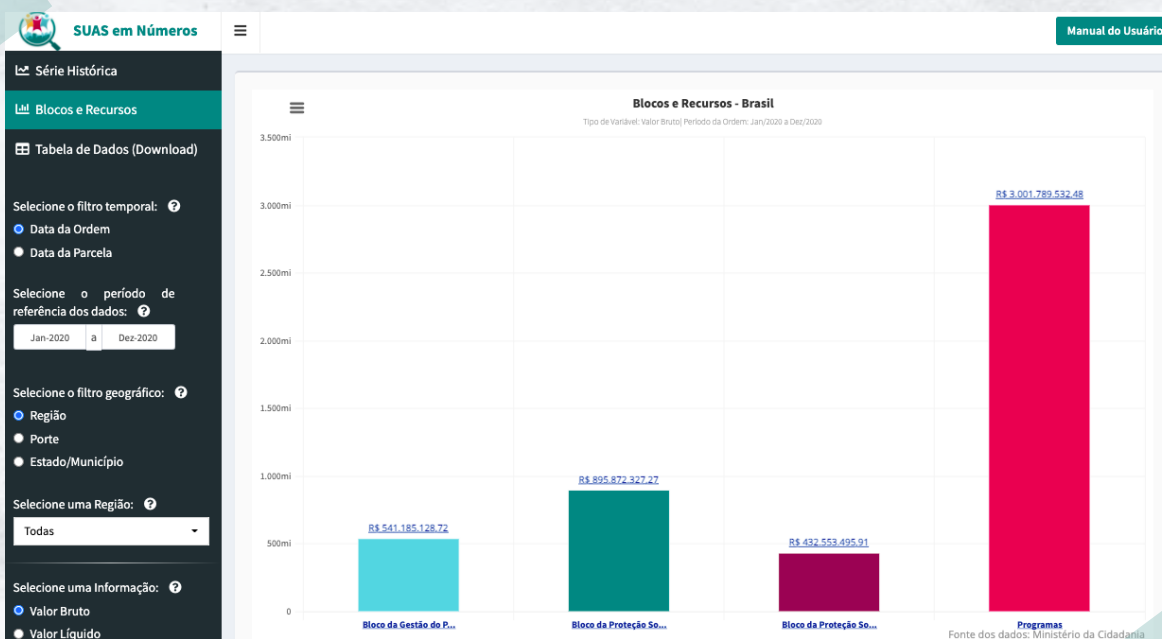 SUAS em Números
Manual do Usuário
Série Histórica
Blocos e Recursos
Tabela de Dados (Download)
Selecione o filtro temporal:
Data da Ordem
Data da Parcela
Selecione o período de
referência dos dados:
Jan-2020 a Dez-2020
Selecione o filtro geográfico:
Região
Porte
Estado/Município
Selecione uma Região:
Todas
Selecione uma Informação:
Valor Bruto
Valor Líquido
Blocos e Recursos - Brasil
Tipo de Variável: Valor Bruto| Período da Ordem: Jan/2020 a Dez/2020
3.500mi
3.000mi
2.500mi
2.000mi
1.500mi
1.000mi
500mi
0
R$ 541.185.128,72
R$ 895.872.327,27
R$ 432.553.495,91
R$ 3.001.789.532,48
Bloco da Gestão do P...
Bloco da Proteção So...
Bloco da Proteção So...
Programas
Fonte dos dados: Ministério da Cidadania